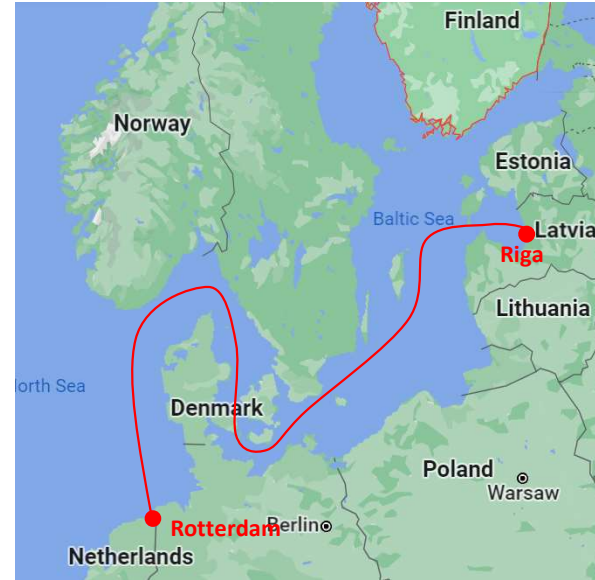 Finland
Norway
Estonia
Baltic Sea
Latvia
Riga
Lithuania
orth Sea
Denmark
Poland
Warsaw
Rotterdam
Berlin
Netherlands